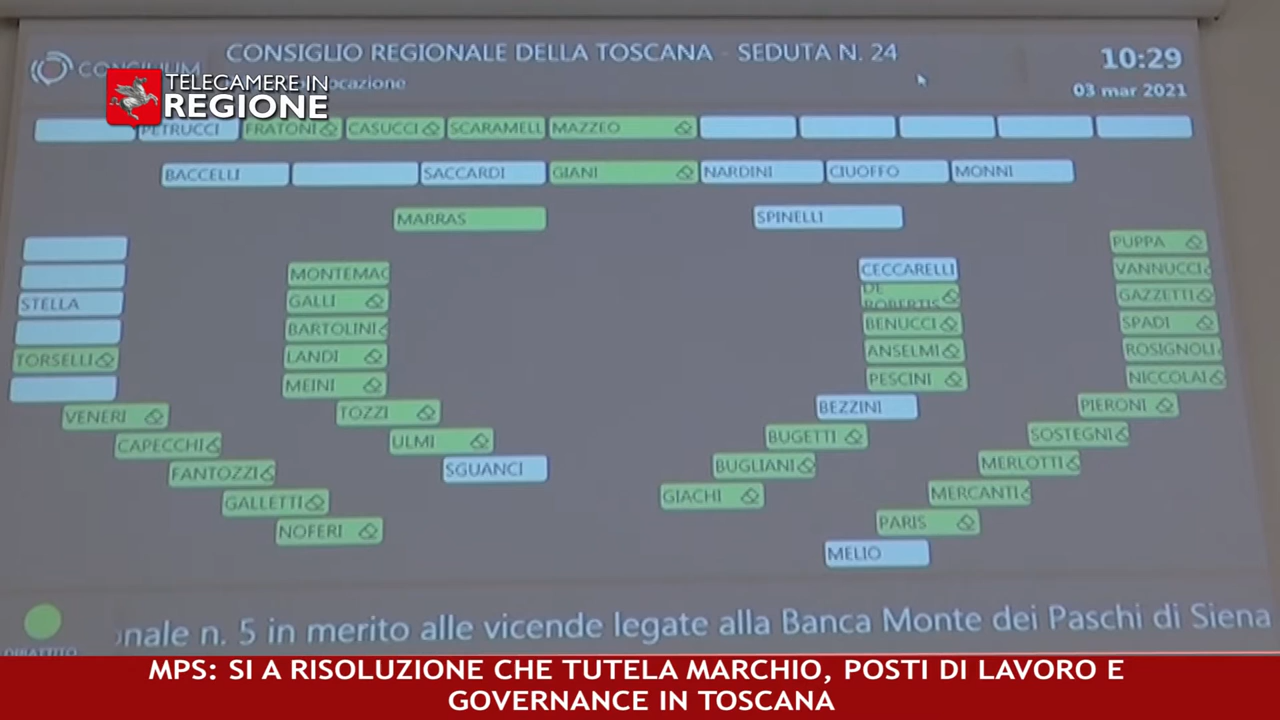 CONSIGLIO REGIONALE DELLA TOSCANA - SEDUTA N. 24
10:29
CONCILIUM
TELECAMERE IN
REGIONE
03 mar 2021
PETRUCCI FRATONI CASUCCI SCARAMELL MAZZEO
BACCELLI SACCARDI GIANI NARDINI CIUOFFO MONNI
MARRAS SPINELLI
PUPPA
MONTEMAG CECCARELLI VANNUCCI
STELLA GALLI DE ROBERTIS GAZZETTI
BARTOLINI BENUCCI SPADI
TORSELLI LANDI ANSELMI ROSIGNOLI
MEINI PESCINI NICCOLAI
VENERI TOZZI BEZZINI PIERONI
CAPECCHI ULMI BUGETTI SOSTEGNI
FANTOZZI SGUANCI BUGLIANI MERLOTTI
GALLETTI GIACHI MERCANTI
NOFERI PARIS
MELIO
nale n. 5 in merito alle vicende legate alla Banca Monte dei Paschi di Siena
DIBATTITO
MPS: SI A RISOLUZIONE CHE TUTELA MARCHIO, POSTI DI LAVORO E
GOVERNANCE IN TOSCANA